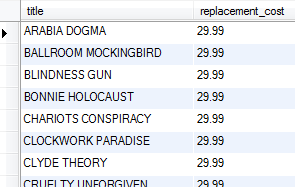 title replacement_cost
ARABIA DOGMA 29.99
BALLROOM MOCKINGBIRD 29.99
BLINDNESS GUN 29.99
BONNIE HOLOCAUST 29.99
CHARIOTS CONSPIRACY 29.99
CLOCKWORK PARADISE 29.99
CLYDE THEORY 29.99
CRUELTY UNFORGIVEN 29.99